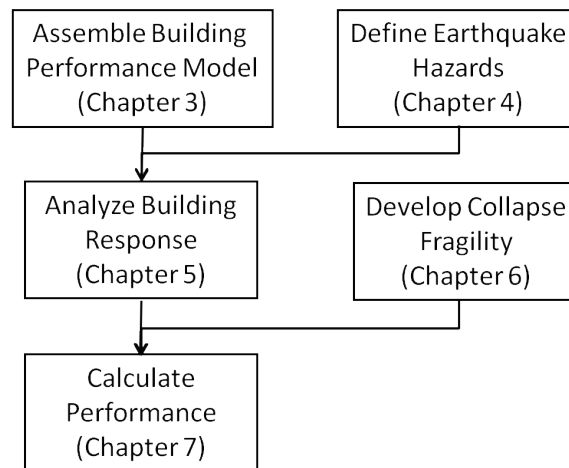 Assemble Building
Performance Model
(Chapter 3)
Define Earthquake
Hazards
(Chapter 4)
Analyze Building
Response
(Chapter 5)
Develop Collapse
Fragility
(Chapter 6)
Calculate
Performance
(Chapter 7)